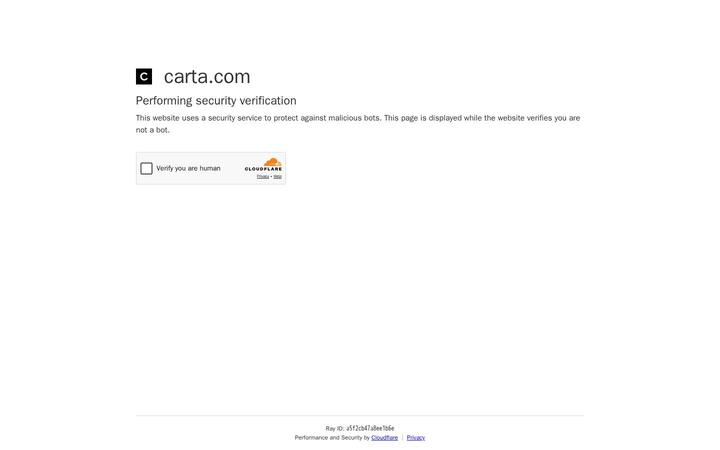 C carta.com
Performing security verification
This website uses a security service to protect against malicious bots. This page is displayed while the website verifies you are
not a bot.
Verify you are human
CLOUDFLARE
Privacy • Help
Ray ID: a5f2cb47a8ee1b6e
Performance and Security by Cloudflare | Privacy